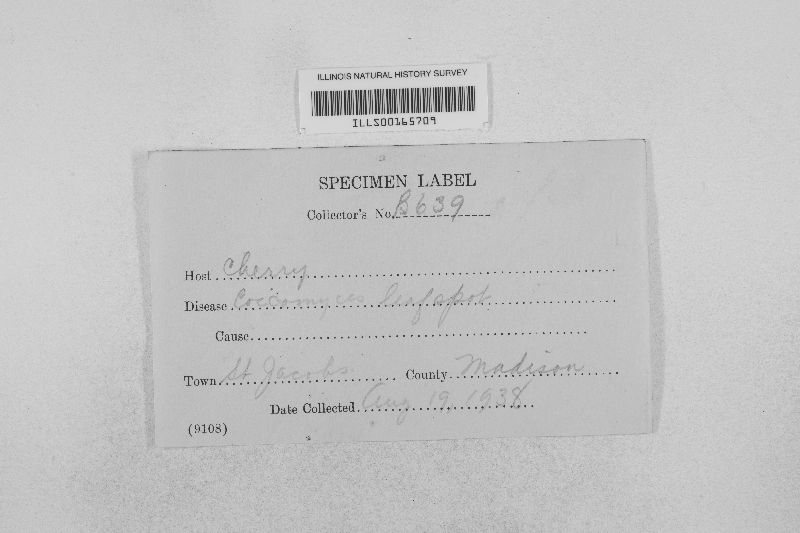 ILLINOIS NATURAL HISTORY SURVEY
ILLS00165709
SPECIMEN LABEL
Collector's No. B639
Host Cherry
Disease Coccomyces leafspot
Cause
Town St Jacobs County Madison
Date Collected Aug 19, 1938
(9108)